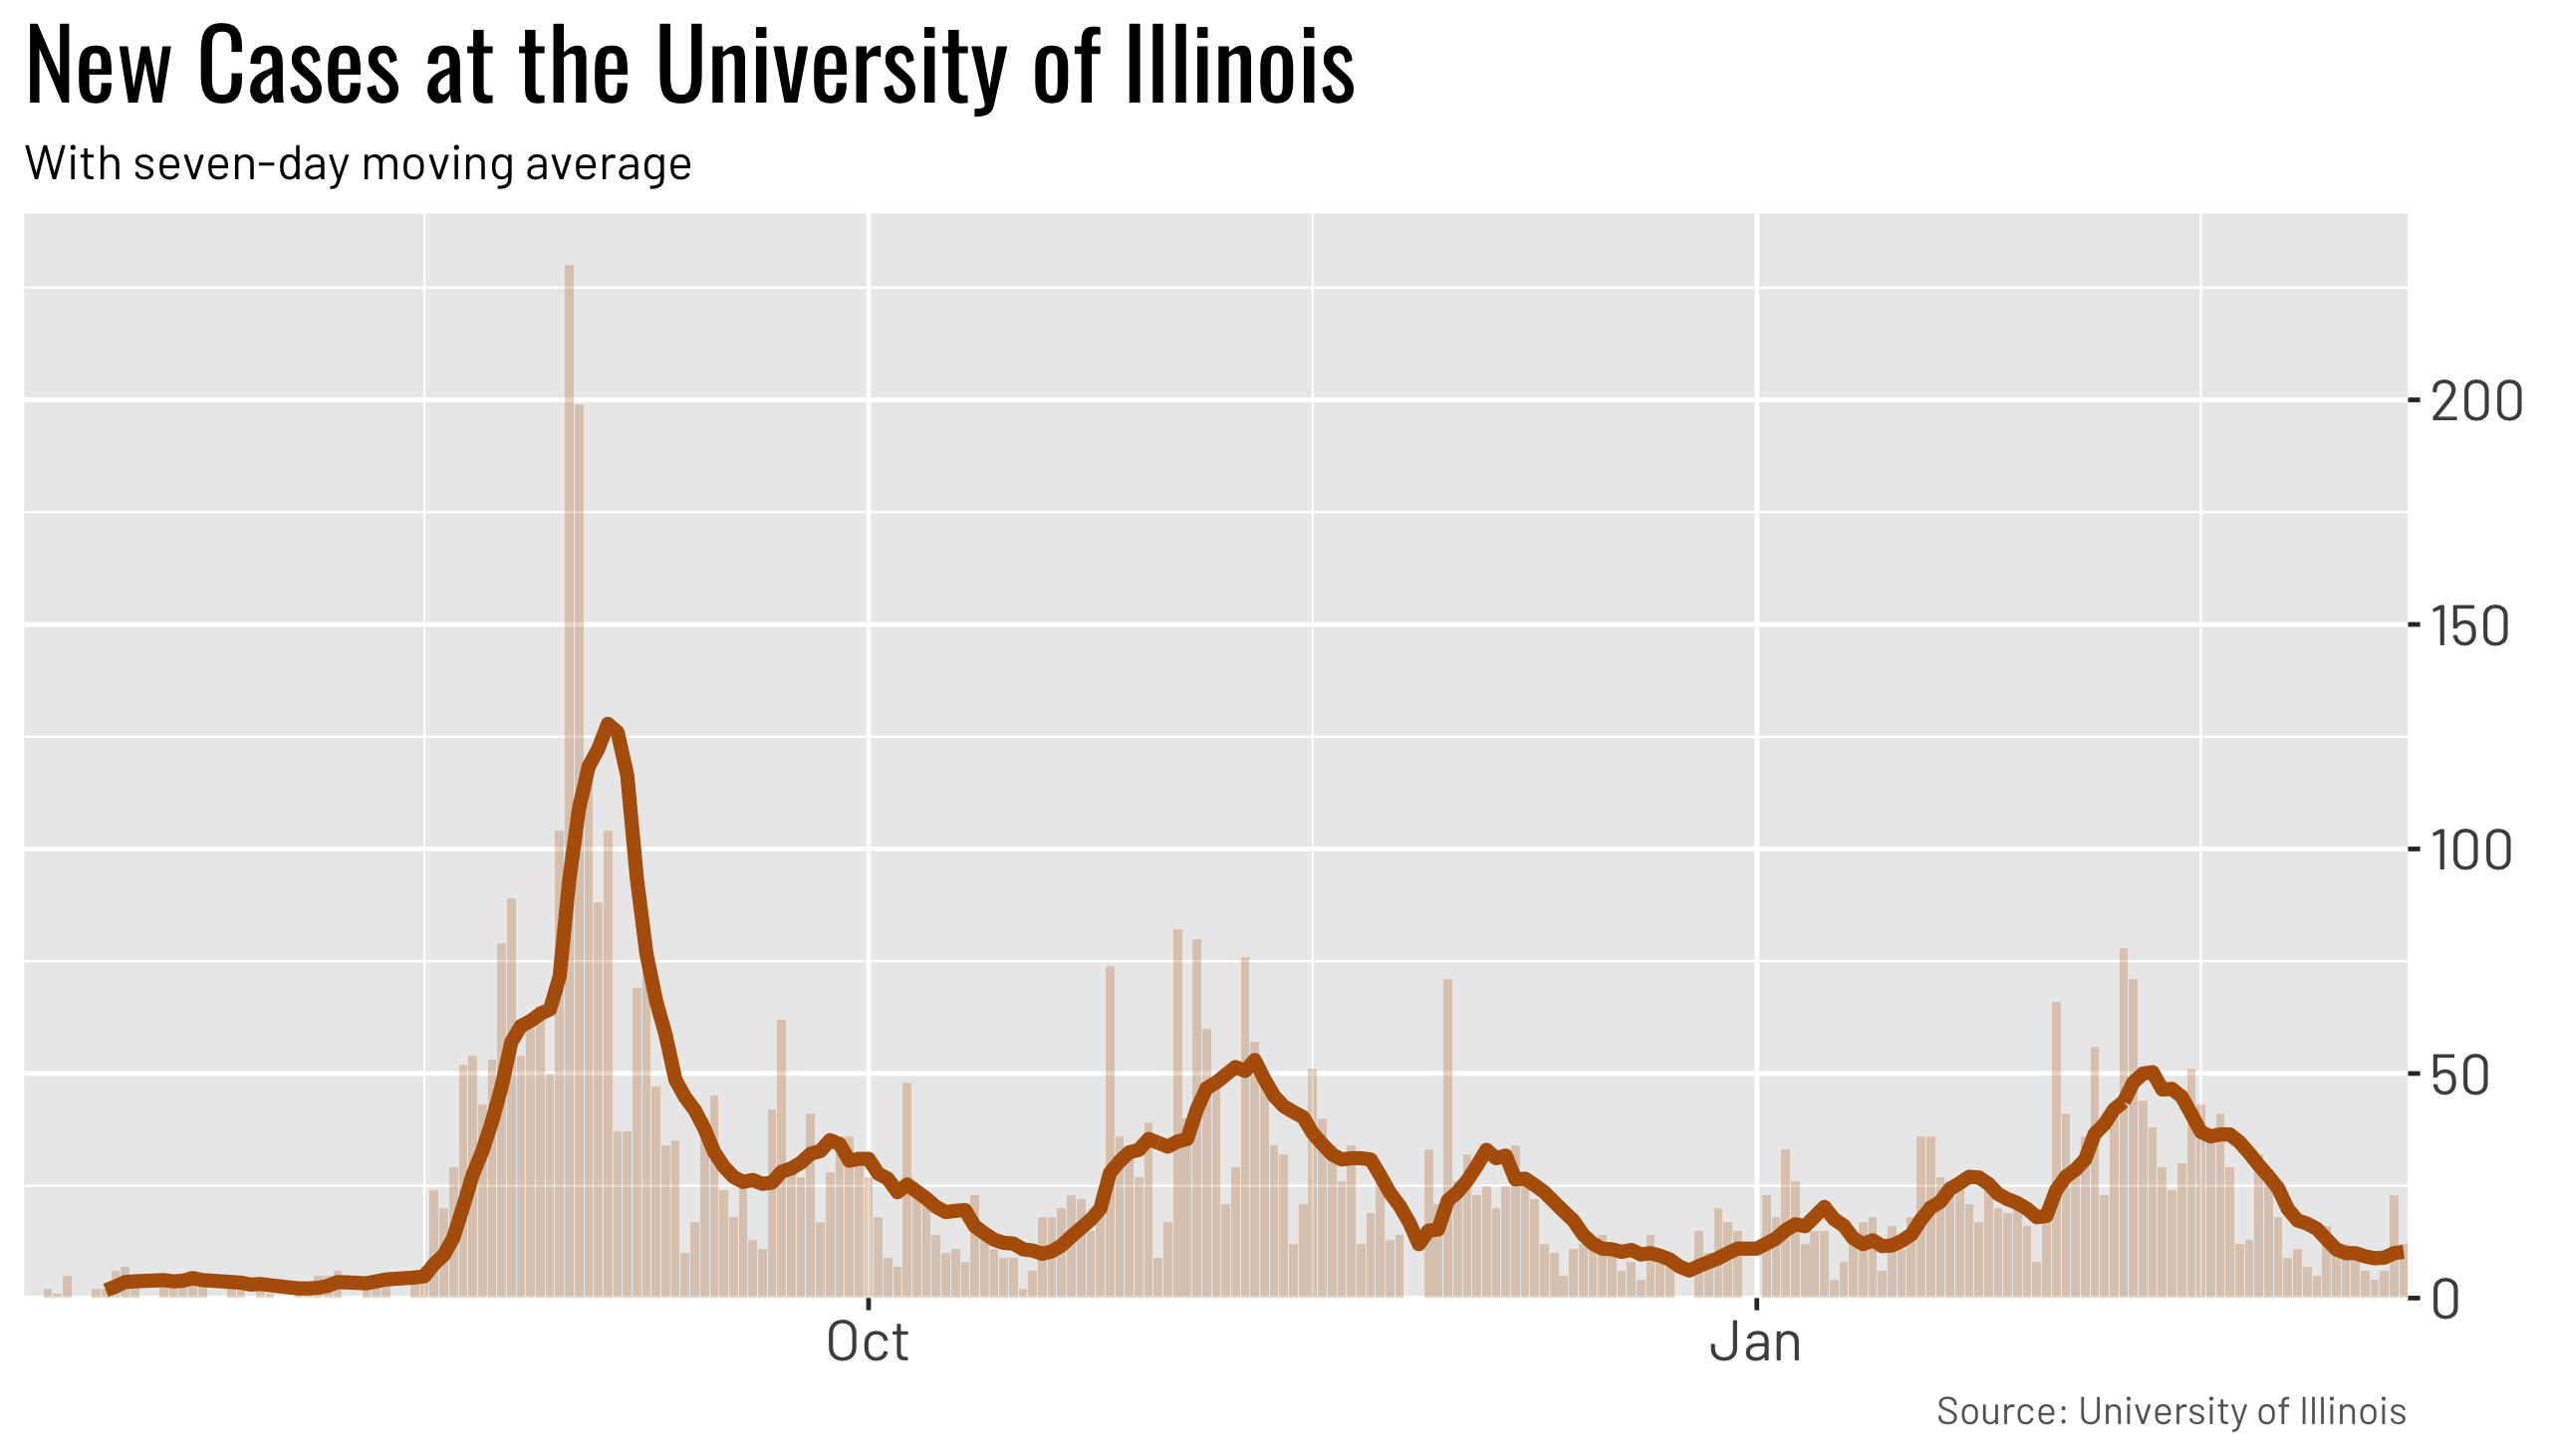 New Cases at the University of Illinois
With seven-day moving average
200
150
100
50
0
Oct Jan
Source: University of Illinois